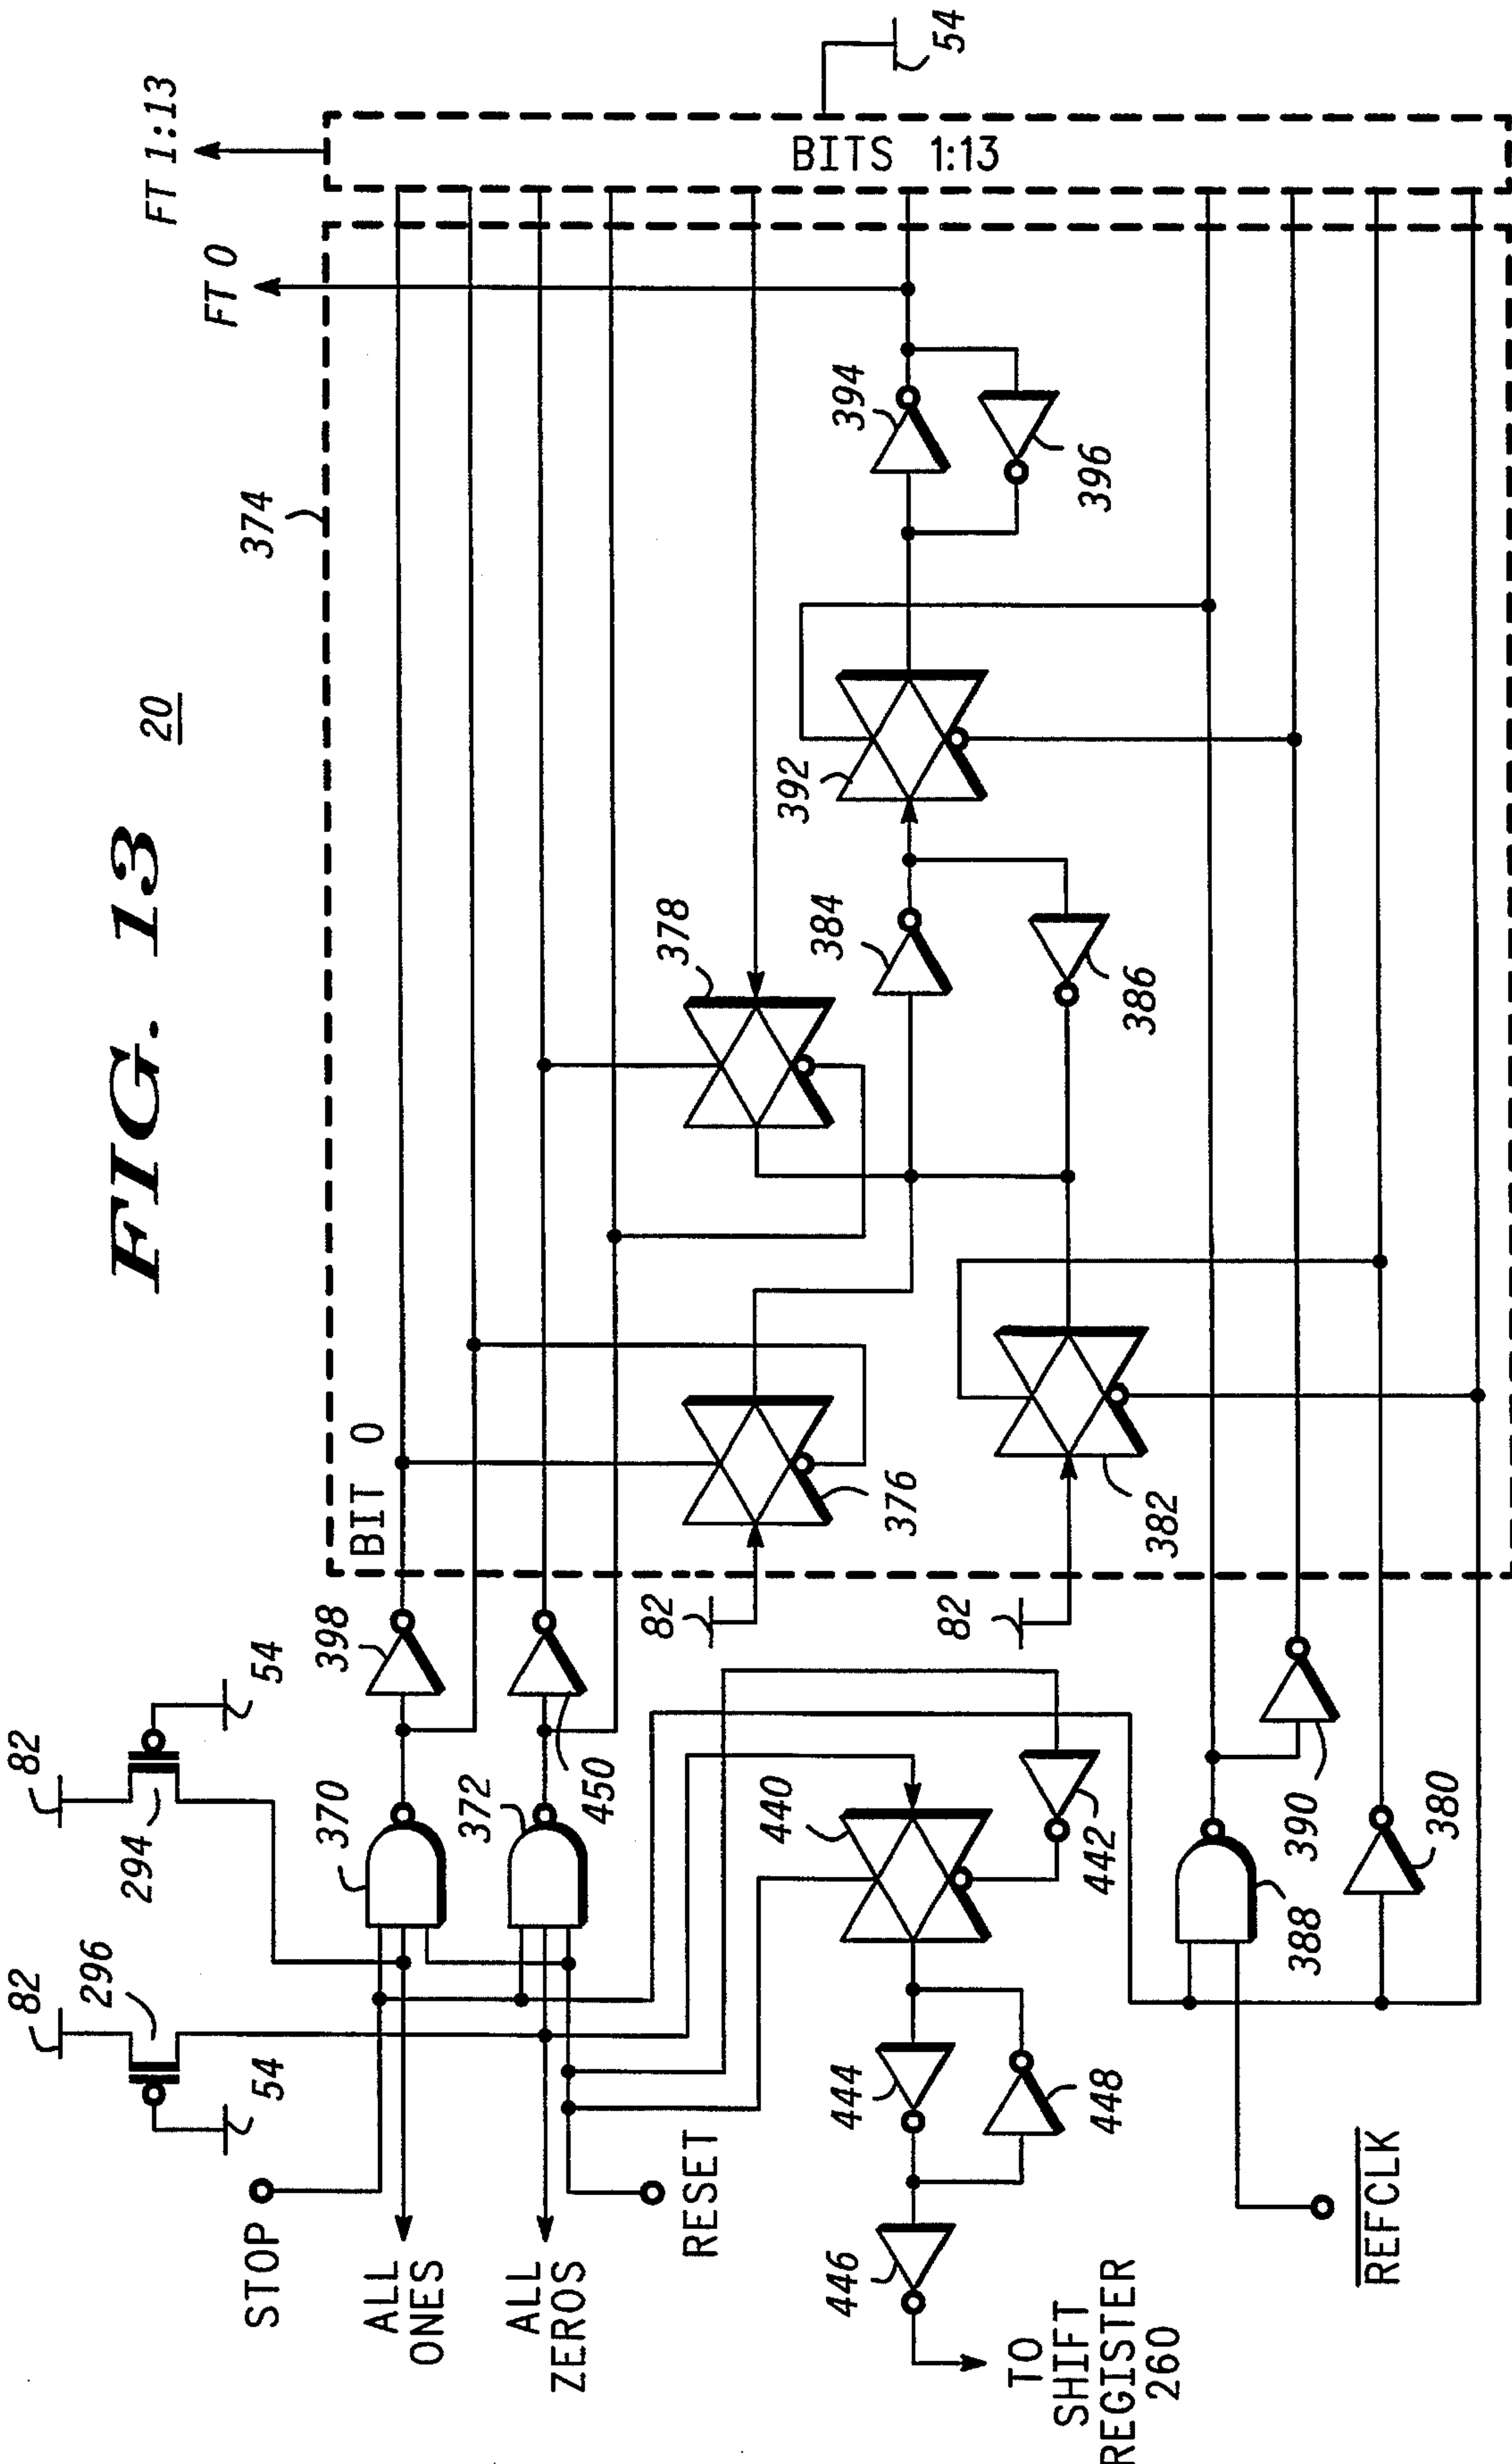 FIG. 13 20
82
296
54
82
294
54
STOP
ALL
ONES
ALL
ZEROS
RESET
370
398
372
450
BIT 0
374
FT 0
FT 1:13
BITS 1:13
54
82
376
378
82
382
384
386
392
394
396
440
442
444
446
448
TO
SHIFT
REGISTER
260
388
390
380
REFCLK